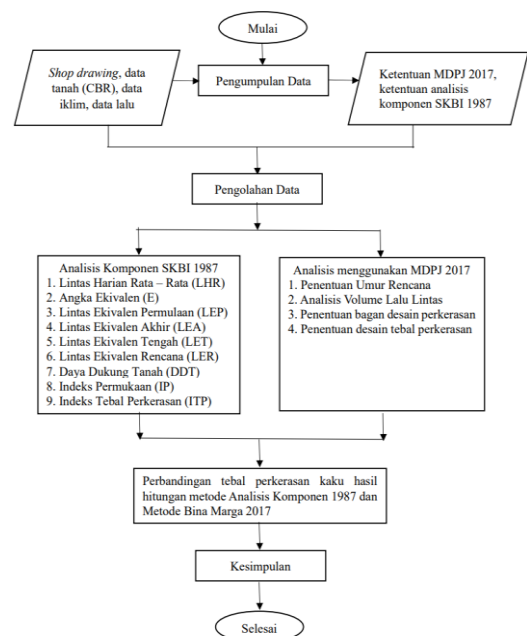 Mulai
Shop drawing, data
tanah (CBR), data
iklim, data lalu
Pengumpulan Data
Ketentuan MDPJ 2017,
ketentuan analisis
komponen SKBI 1987
Pengolahan Data
Analisis Komponen SKBI 1987
1. Lintas Harian Rata – Rata (LHR)
2. Angka Ekivalen (E)
3. Lintas Ekivalen Permulaan (LEP)
4. Lintas Ekivalen Akhir (LEA)
5. Lintas Ekivalen Tengah (LET)
6. Lintas Ekivalen Rencana (LER)
7. Daya Dukung Tanah (DDT)
8. Indeks Permukaan (IP)
9. Indeks Tebal Perkerasan (ITP)
Analisis menggunakan MDPJ 2017
1. Penentuan Umur Rencana
2. Analisis Volume Lalu Lintas
3. Penentuan bagan desain perkerasan
4. Penentuan desain tebal perkerasan
Perbandingan tebal perkerasan kaku hasil
hitungan metode Analisis Komponen 1987 dan
Metode Bina Marga 2017
Kesimpulan
Selesai